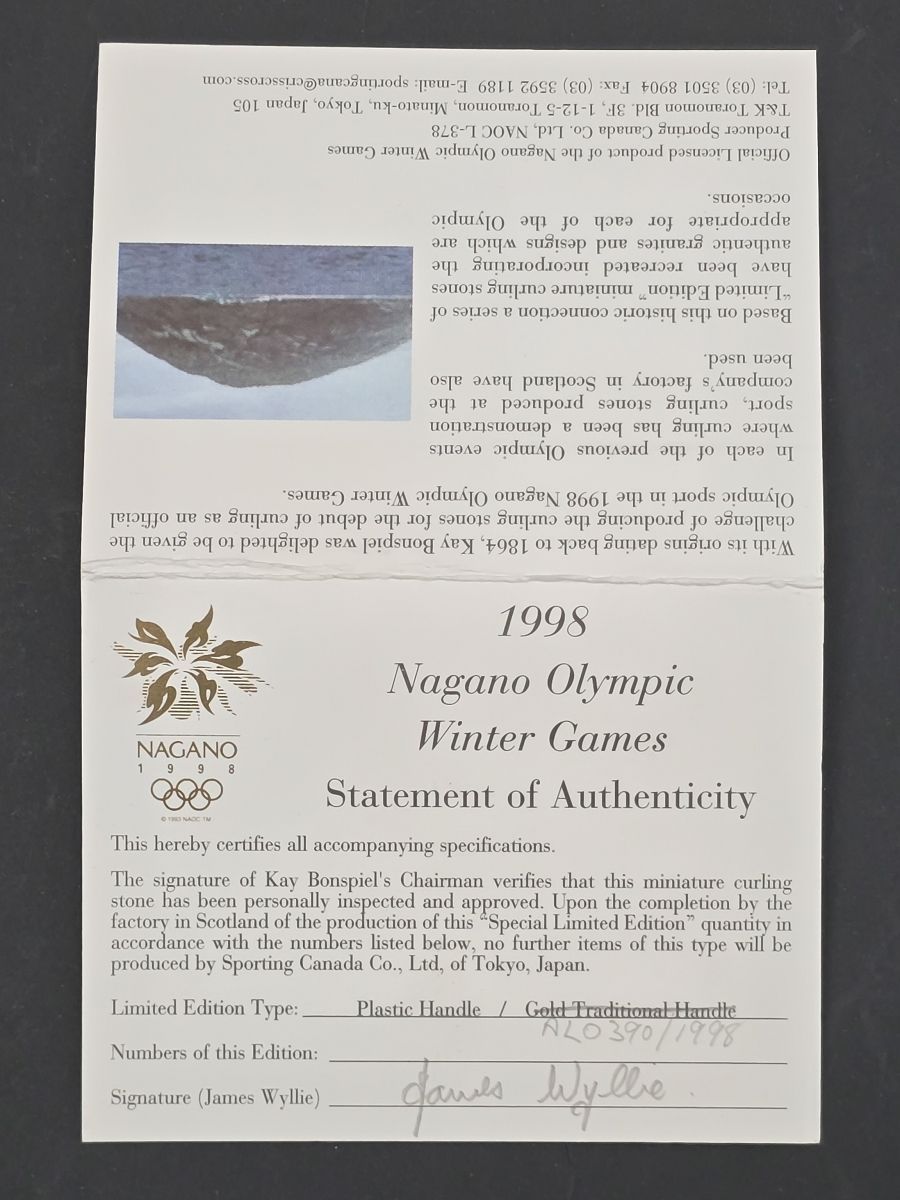 NAGANO
1 9 9 8
© 1993 NAOC TM
1998
Nagano Olympic
Winter Games
Statement of Authenticity
This hereby certifies all accompanying specifications.
The signature of Kay Bonspiel's Chairman verifies that this miniature curling
stone has been personally inspected and approved. Upon the completion by the
factory in Scotland of the production of this “Special Limited Edition” quantity in
accordance with the numbers listed below, no further items of this type will be
produced by Sporting Canada Co., Ltd, of Tokyo, Japan.
Limited Edition Type: Plastic Handle / Gold Traditional Handle
ALO390/1998
Numbers of this Edition:
Signature (James Wyllie) James Wyllie.
With its origins dating back to 1864, Kay Bonspiel was delighted to be given the
challenge of producing the curling stones for the debut of curling as an official
Olympic sport in the 1998 Nagano Olympic Winter Games.
In each of the previous Olympic events
where curling has been a demonstration
sport, curling stones produced at the
company's factory in Scotland have also
been used.
Based on this historic connection a series of
“Limited Edition” miniature curling stones
have been recreated incorporating the
authentic granites and designs which are
appropriate for each of the Olympic
occasions.
Official Licensed product of the Nagano Olympic Winter Games
Producer Sporting Canada Co. Ltd, NAOC L-378
T&K Toranomon Bld. 3F, 1-12-5 Toranomon, Minato-ku, Tokyo, Japan 105
Tel: (03) 3501 8904 Fax: (03) 3592 1189 E-mail: sportingcana@crisscross.com